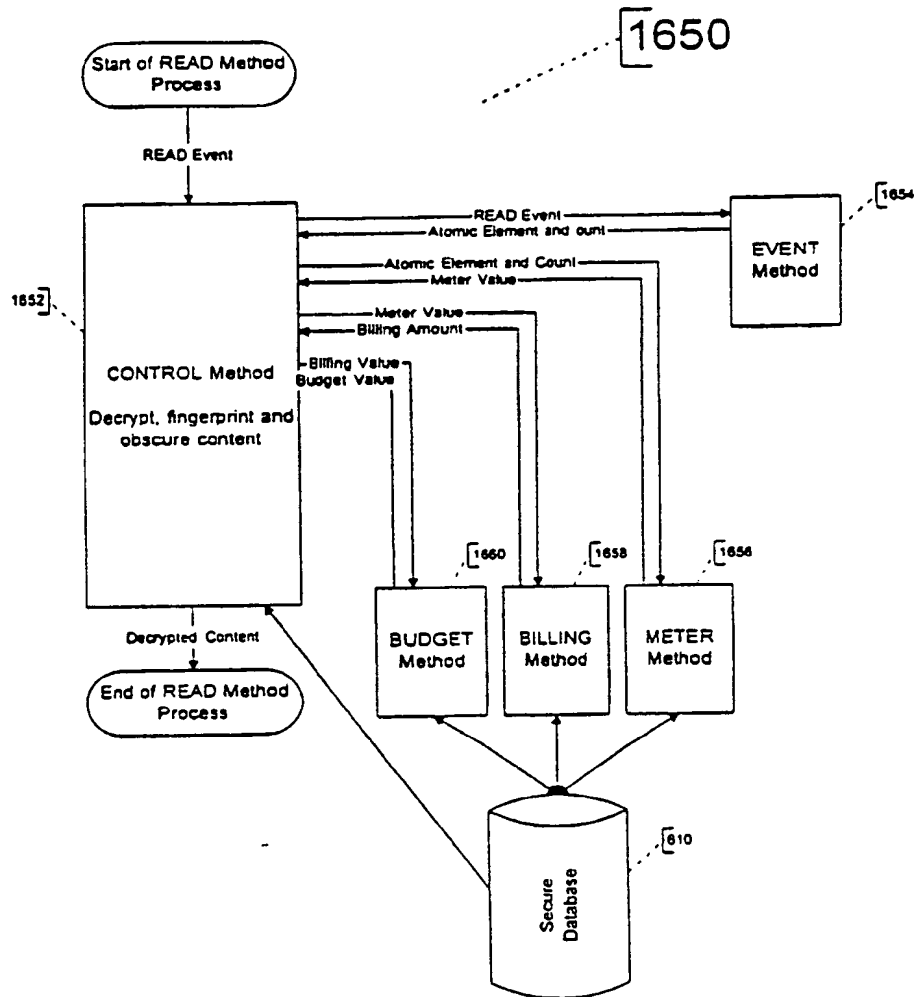 1650
Start of READ Method
Process
READ Event
READ Event
Atomic Element and ount
1654
EVENT
Method
Atomic Element and Count
Meter Value
1652
Meter Value
Billing Amount
Billing Value
Budget Value
CONTROL Method
Decrypt, fingerprint and
obscure content
1660
1658
1656
BUDGET
Method
BILLING
Method
METER
Method
Decrypted Content
End of READ Method
Process
Secure
Database
610